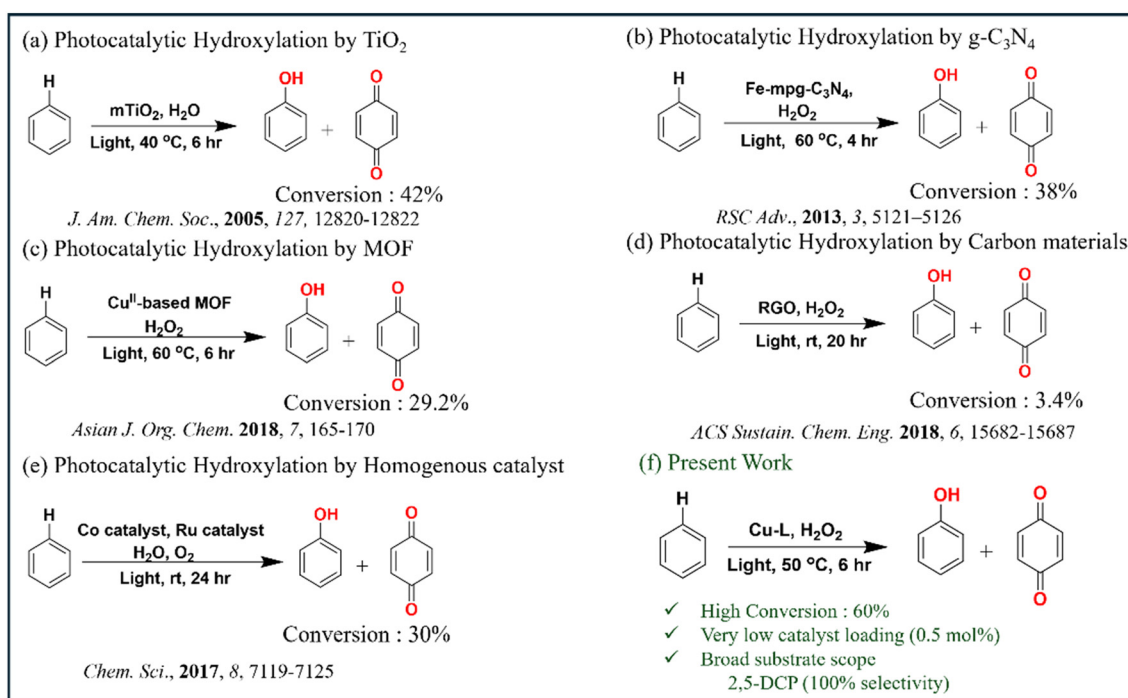 (a) Photocatalytic Hydroxylation by TiO₂
H
mTiO₂, H₂O
Light, 40 °C, 6 hr
OH
+
O
O
Conversion : 42%
J. Am. Chem. Soc., 2005, 127, 12820-12822
(b) Photocatalytic Hydroxylation by g-C₃N₄
H
Fe-mpg-C₃N₄,
H₂O₂
Light, 60 °C, 4 hr
OH
+
O
O
Conversion : 38%
RSC Adv., 2013, 3, 5121–5126
(c) Photocatalytic Hydroxylation by MOF
H
Cuᴵᴵ-based MOF
H₂O₂
Light, 60 °C, 6 hr
OH
+
O
O
Conversion : 29.2%
Asian J. Org. Chem. 2018, 7, 165-170
(d) Photocatalytic Hydroxylation by Carbon materials
H
RGO, H₂O₂
Light, rt, 20 hr
OH
+
O
O
Conversion : 3.4%
ACS Sustain. Chem. Eng. 2018, 6, 15682-15687
(e) Photocatalytic Hydroxylation by Homogenous catalyst
H
Co catalyst, Ru catalyst
H₂O, O₂
Light, rt, 24 hr
OH
+
O
O
Conversion : 30%
Chem. Sci., 2017, 8, 7119-7125
(f) Present Work
H
Cu-L, H₂O₂
Light, 50 °C, 6 hr
OH
+
O
O
✓ High Conversion : 60%
✓ Very low catalyst loading (0.5 mol%)
✓ Broad substrate scope
2,5-DCP (100% selectivity)